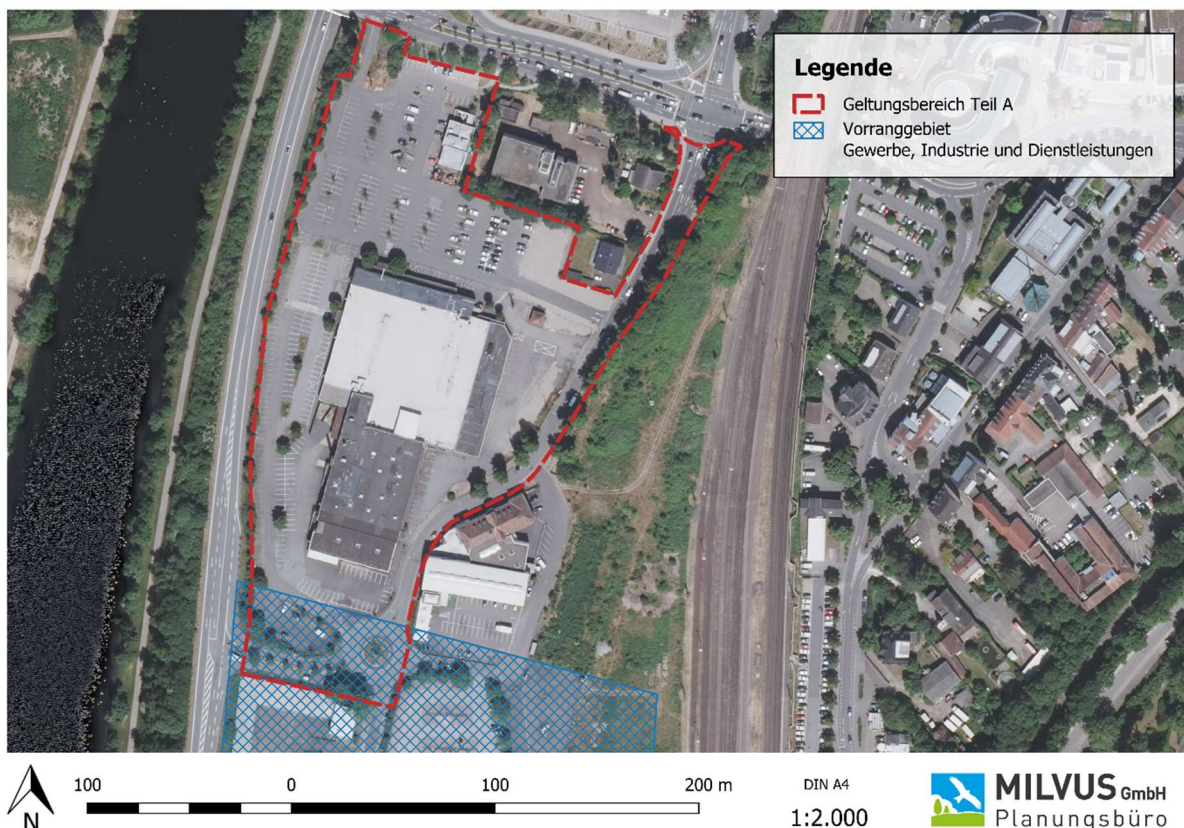 Legende
Geltungsbereich Teil A
Vorranggebiet
Gewerbe, Industrie und Dienstleistungen
N
100 0 100 200 m
DIN A4
1:2.000
MILVUS GmbH
Planungsbüro